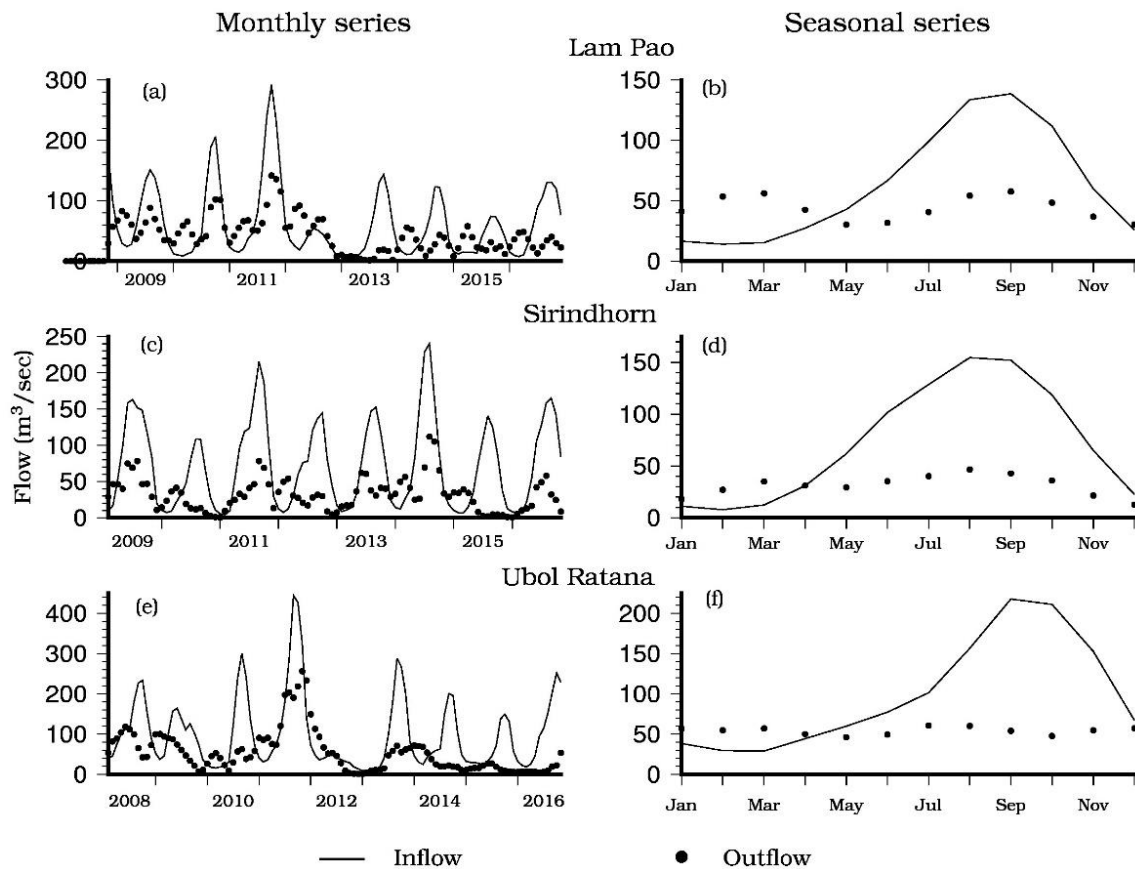 Monthly series
Seasonal series
Lam Pao
(a)
300
200
100
0
2009 2011 2013 2015
(b)
150
100
50
0
Jan Mar May Jul Sep Nov
Sirindhorn
Flow (m³/sec)
(c)
250
200
150
100
50
0
2009 2011 2013 2015
(d)
150
100
50
0
Jan Mar May Jul Sep Nov
Ubol Ratana
(e)
400
300
200
100
0
2008 2010 2012 2014 2016
(f)
200
150
100
50
0
Jan Mar May Jul Sep Nov
Inflow
Outflow